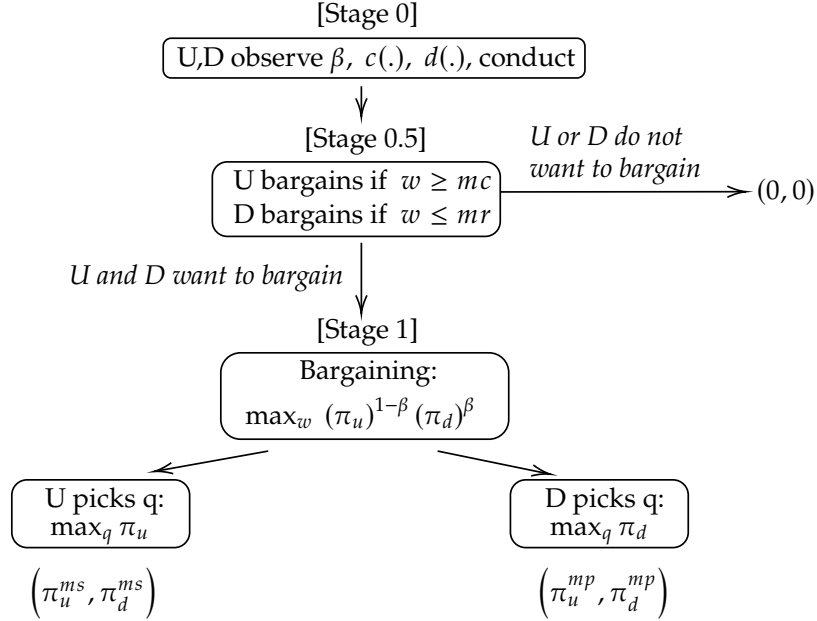 [Stage 0]
U,D observe β, c(.), d(.), conduct
[Stage 0.5]
U or D do not
want to bargain
U bargains if w ≥ mc
D bargains if w ≤ mr
(0, 0)
U and D want to bargain
[Stage 1]
Bargaining:
max_w (π_u)^{1−β} (π_d)^β
U picks q:
max_q π_u
D picks q:
max_q π_d
(π_u^{ms}, π_d^{ms})
(π_u^{mp}, π_d^{mp})